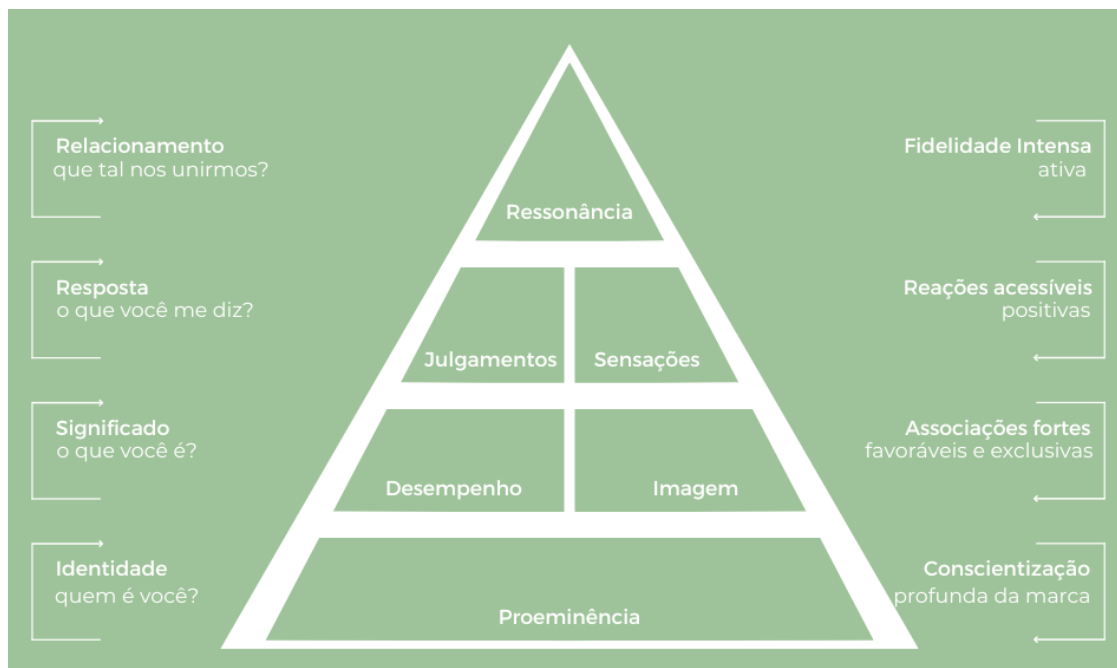 Relacionamento
que tal nos unirmos?
Ressonância
Fidelidade Intensa
ativa
Resposta
o que você me diz?
Julgamentos
Sensações
Reações acessíveis
positivas
Significado
o que você é?
Desempenho
Imagem
Associações fortes
favoráveis e exclusivas
Identidade
quem é você?
Proeminência
Conscientização
profunda da marca